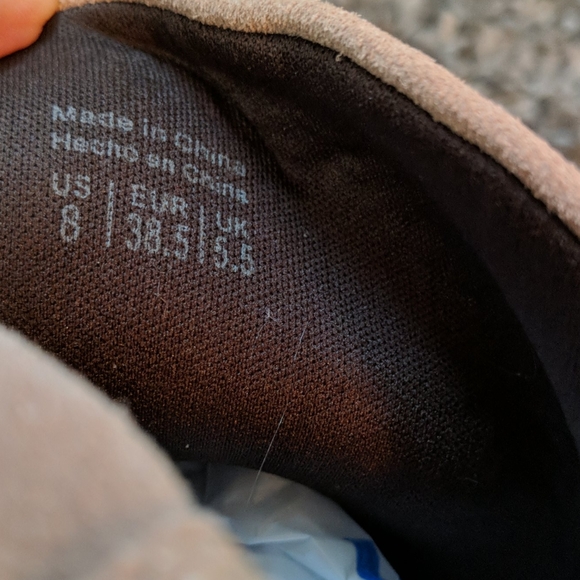 Made in China
Hecho en China
US | EUR | UK
8 | 38.5 | 5.5